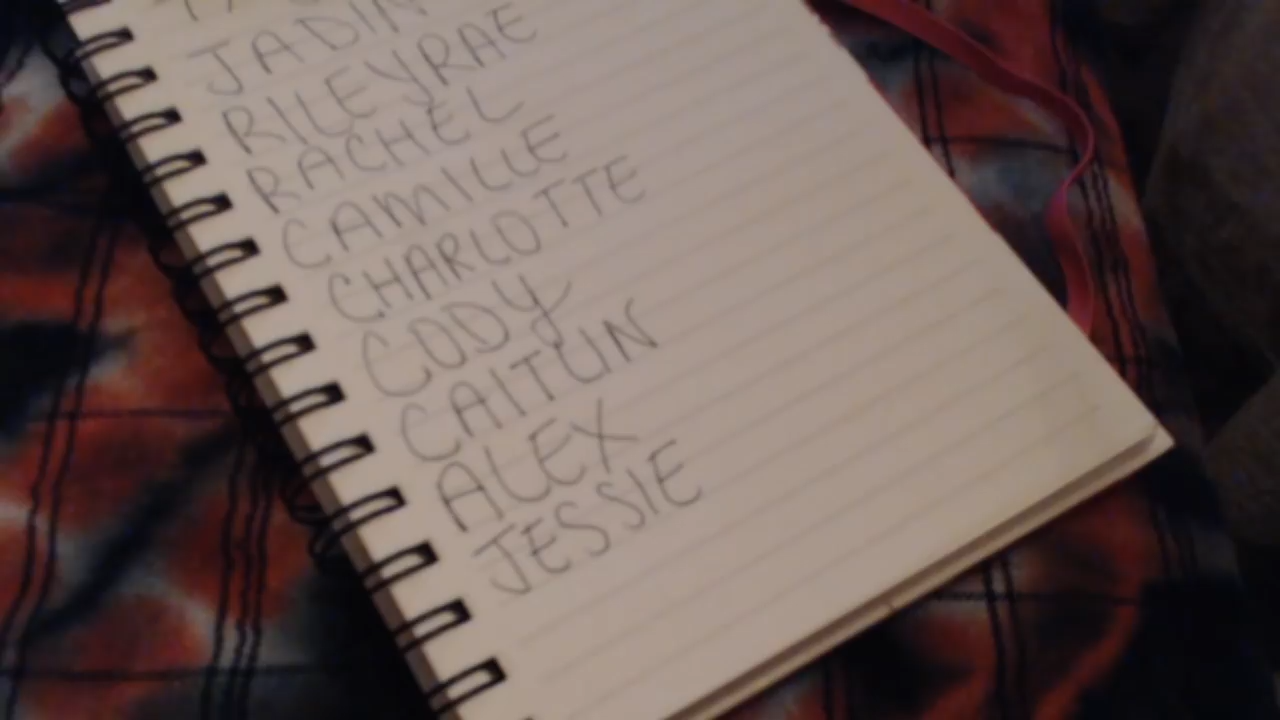 JADIN
RILEYRAE
RACHEL
CAMILLE
CHARLOTTE
CODY
CAITLIN
ALEX
JESSIE